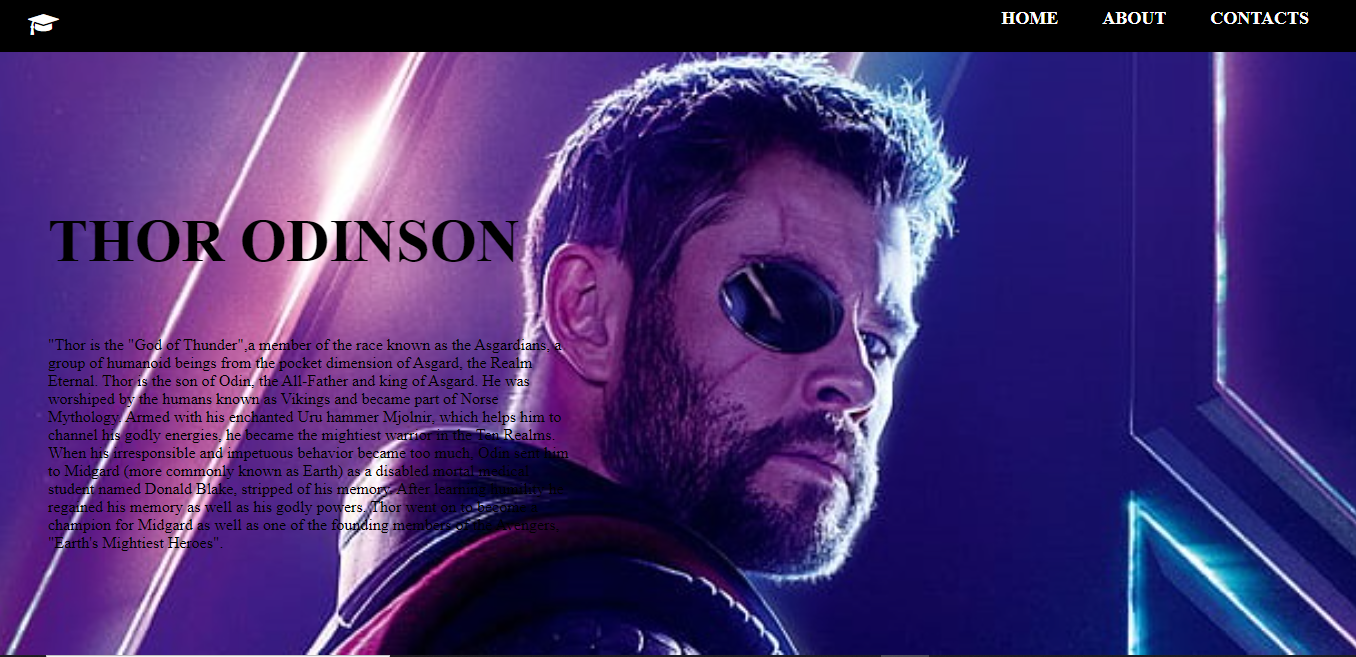 HOME ABOUT CONTACTS
THOR ODINSON
"Thor is the "God of Thunder",a member of the race known as the Asgardians, a
group of humanoid beings from the pocket dimension of Asgard, the Realm
Eternal. Thor is the son of Odin, the All-Father and king of Asgard. He was
worshiped by the humans known as Vikings and became part of Norse
Mythology. Armed with his enchanted Uru hammer Mjolnir, which helps him to
channel his godly energies, he became the mightiest warrior in the Ten Realms.
When his irresponsible and impetuous behavior became too much, Odin sent him
to Midgard (more commonly known as Earth) as a disabled mortal medical
student named Donald Blake, stripped of his memory. After learning
regained his memory as well as his godly powers. Thor went on to become
champion for Midgard as well as one of the founding members of the Avengers,
"Earth's Mightiest Heroes".